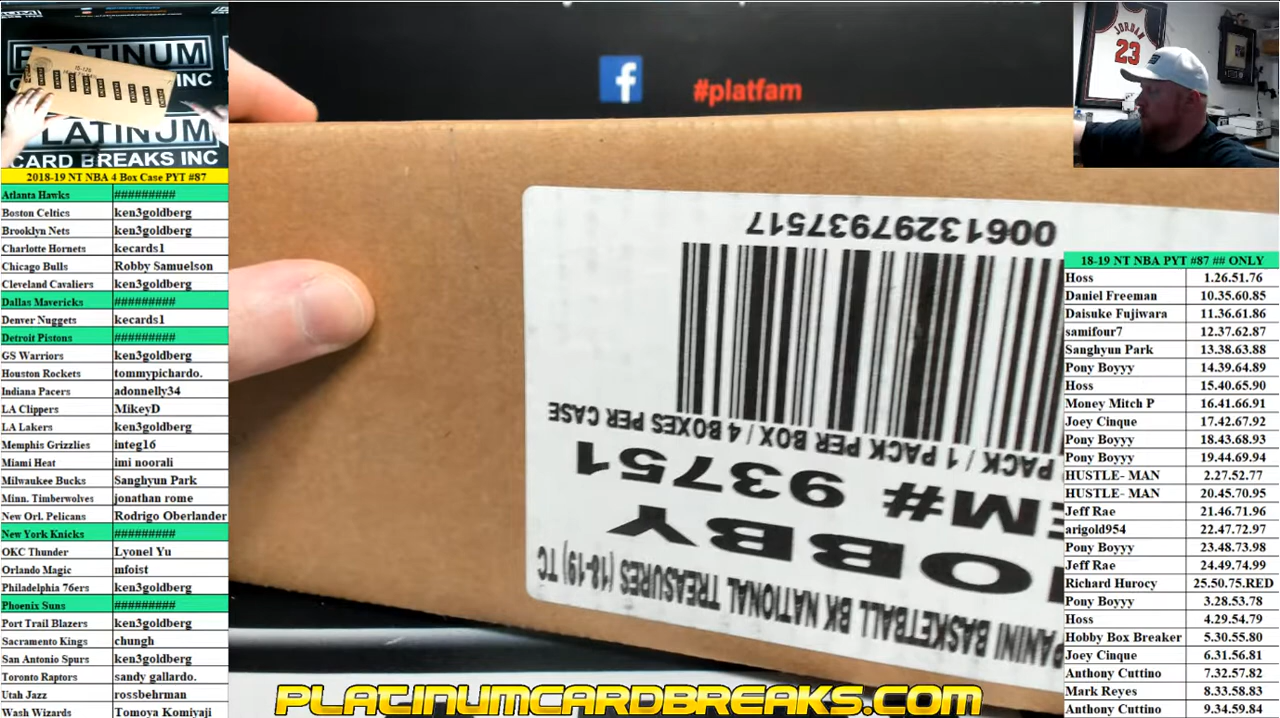 PLATINUM
INC
PLATINUM
CARD BREAKS INC
2018-19 NT NBA 4 Box Case PYT #87
Atlanta Hawks #########
Boston Celtics ken3goldberg
Brooklyn Nets ken3goldberg
Charlotte Hornets kecards1
Chicago Bulls Robby Samuelson
Cleveland Cavaliers ken3goldberg
Dallas Mavericks #########
Denver Nuggets kecards1
Detroit Pistons #########
GS Warriors ken3goldberg
Houston Rockets tommypichardo.
Indiana Pacers adonnelly34
LA Clippers MikeyD
LA Lakers ken3goldberg
Memphis Grizzlies integ16
Miami Heat imi noorali
Milwaukee Bucks Sanghyun Park
Minn. Timberwolves jonathan rome
New Orl. Pelicans Rodrigo Oberlander
New York Knicks #########
OKC Thunder Lyonel Yu
Orlando Magic mfoist
Philadelphia 76ers ken3goldberg
Phoenix Suns #########
Port Trail Blazers ken3goldberg
Sacramento Kings chungh
San Antonio Spurs ken3goldberg
Toronto Raptors sandy gallardo.
Utah Jazz rossbehrman
Wash Wizards Tomoya Komiyaji
f #platfam
PANINI BASKETBALL BK NATIONAL TREASURES (18-19) TC
OBBY
EM# 93751
PACK / 1 PACK PER BOX / 4 BOXES PER CASE
00613297937517
JORDAN
23
18-19 NT NBA PYT #87 ## ONLY
Hoss 1.26.51.76
Daniel Freeman 10.35.60.85
Daisuke Fujiwara 11.36.61.86
samifour7 12.37.62.87
Sanghyun Park 13.38.63.88
Pony Boyyy 14.39.64.89
Hoss 15.40.65.90
Money Mitch P 16.41.66.91
Joey Cinque 17.42.67.92
Pony Boyyy 18.43.68.93
Pony Boyyy 19.44.69.94
HUSTLE- MAN 2.27.52.77
HUSTLE- MAN 20.45.70.95
Jeff Rae 21.46.71.96
arigold954 22.47.72.97
Pony Boyyy 23.48.73.98
Jeff Rae 24.49.74.99
Richard Hurocy 25.50.75.RED
Pony Boyyy 3.28.53.78
Hoss 4.29.54.79
Hobby Box Breaker 5.30.55.80
Joey Cinque 6.31.56.81
Anthony Cuttino 7.32.57.82
Mark Reyes 8.33.58.83
Anthony Cuttino 9.34.59.84
PLATINUMCARDBREAKS.COM